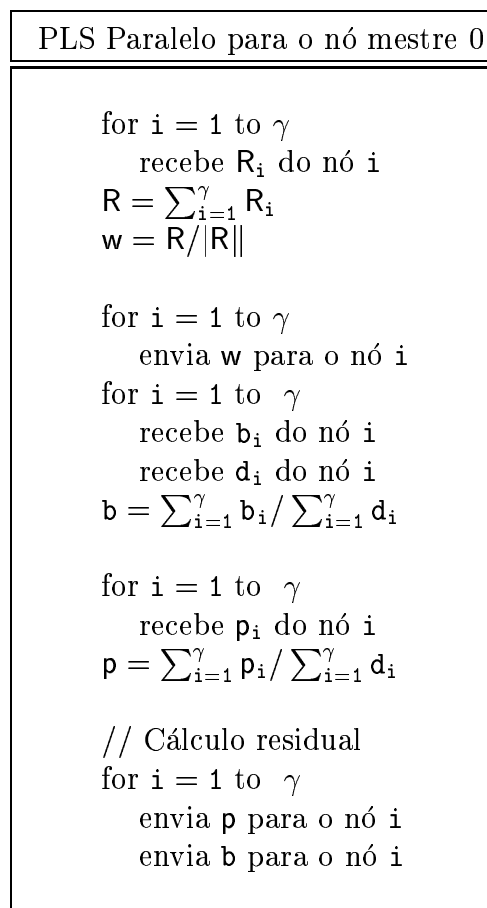 PLS Paralelo para o nó mestre 0
for i = 1 to γ
recebe R_i do nó i
R = ∑_{i=1}^{γ} R_i
w = R/|R‖
for i = 1 to γ
envia w para o nó i
for i = 1 to γ
recebe b_i do nó i
recebe d_i do nó i
b = ∑_{i=1}^{γ} b_i / ∑_{i=1}^{γ} d_i
for i = 1 to γ
recebe p_i do nó i
p = ∑_{i=1}^{γ} p_i / ∑_{i=1}^{γ} d_i
// Cálculo residual
for i = 1 to γ
envia p para o nó i
envia b para o nó i